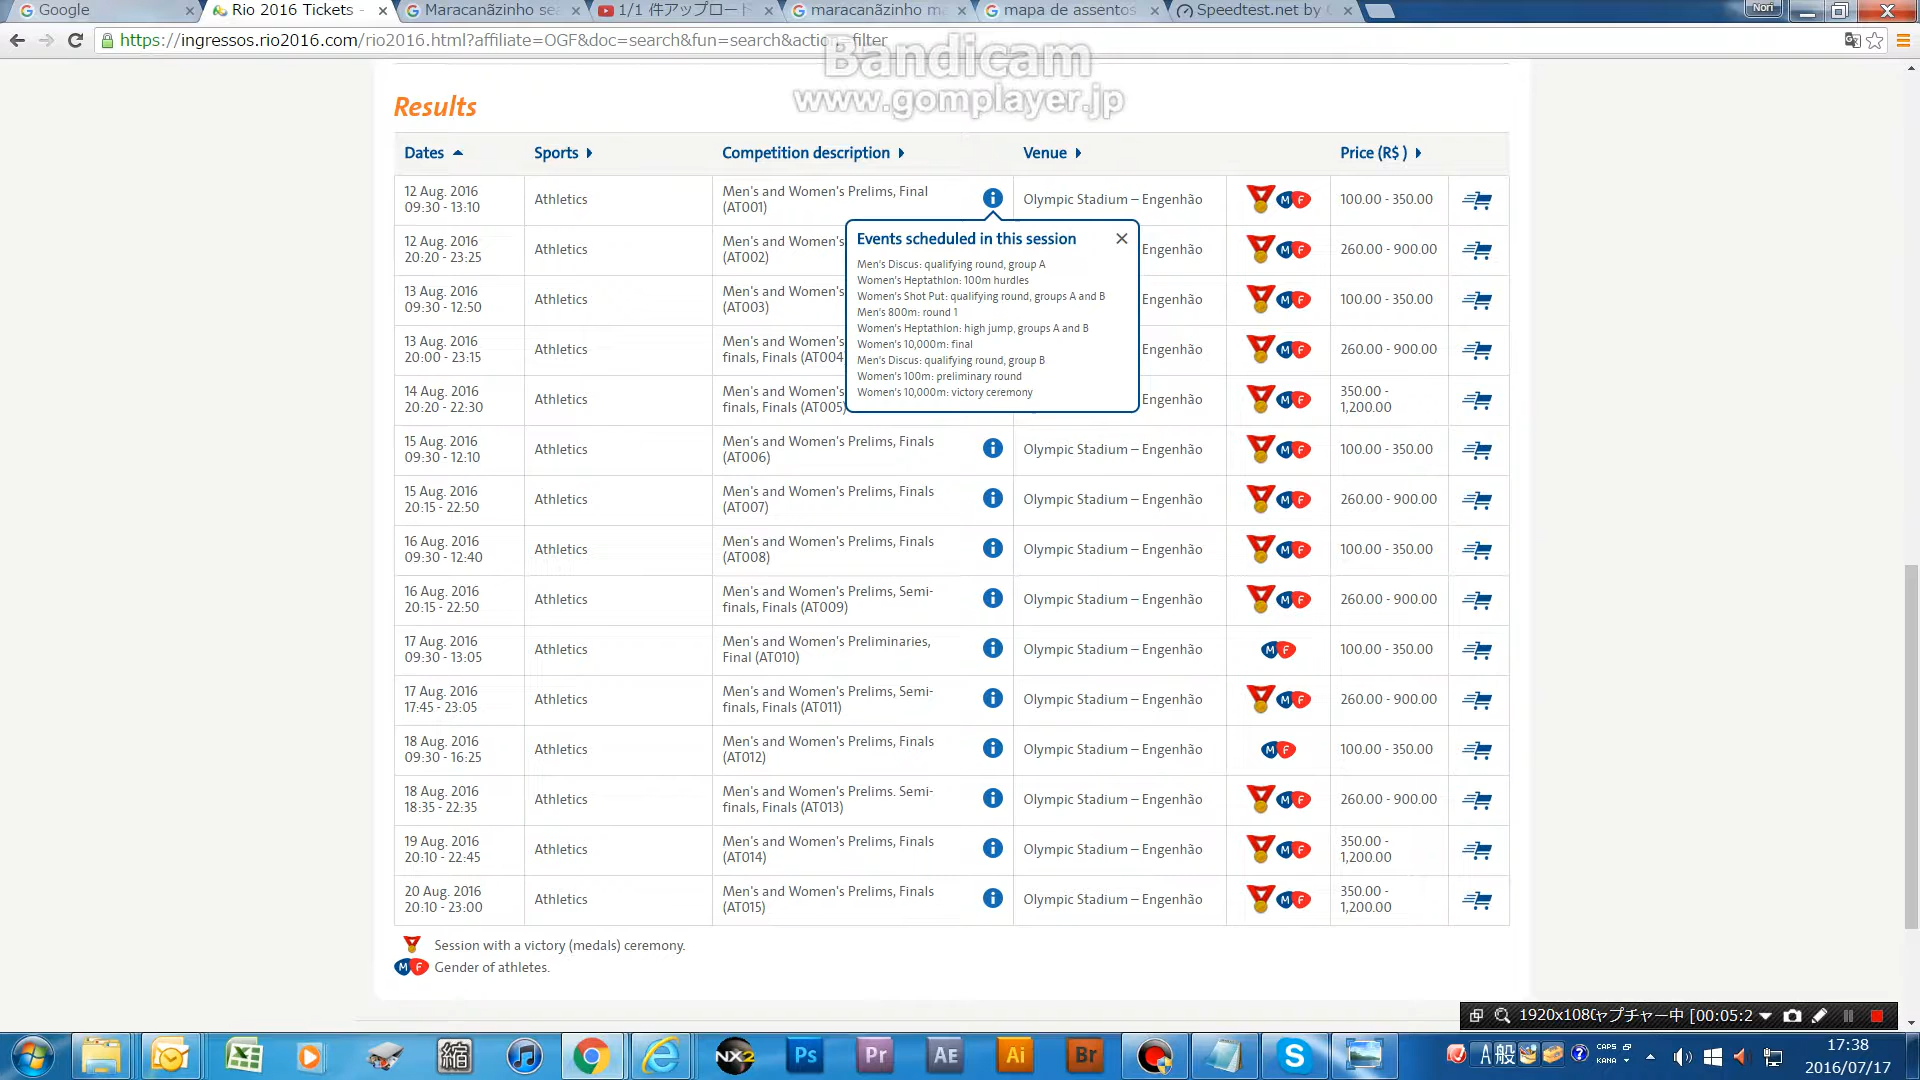 Google
Rio 2016 Tickets -
Maracanãzinho sea
1/1 件アップロード
maracanãzinho ma
mapa de assentos
Speedtest.net by O
Nori
https://ingressos.rio2016.com/rio2016.html?affiliate=OGF&doc=search&fun=search&action=filter
Bandicam
www.gomplayer.jp
Results
Dates Sports Competition description Venue Price (R$ )
12 Aug. 2016
09:30 - 13:10
Athletics
Men's and Women's Prelims, Final
(AT001)
Olympic Stadium – Engenhão
M F
100.00 - 350.00
12 Aug. 2016
20:20 - 23:25
Athletics
Men's and Women's
(AT002)
Engenhão
M F
260.00 - 900.00
13 Aug. 2016
09:30 - 12:50
Athletics
Men's and Women's
(AT003)
Engenhão
M F
100.00 - 350.00
13 Aug. 2016
20:00 - 23:15
Athletics
Men's and Women's
finals, Finals (AT004
Engenhão
M F
260.00 - 900.00
14 Aug. 2016
20:20 - 22:30
Athletics
Men's and Women's
finals, Finals (AT005)
Engenhão
M F
350.00 -
1,200.00
Events scheduled in this session
Men's Discus: qualifying round, group A
Women's Heptathlon: 100m hurdles
Women's Shot Put: qualifying round, groups A and B
Men's 800m: round 1
Women's Heptathlon: high jump, groups A and B
Women's 10,000m: final
Men's Discus: qualifying round, group B
Women's 100m: preliminary round
Women's 10,000m: victory ceremony
15 Aug. 2016
09:30 - 12:10
Athletics
Men's and Women's Prelims, Finals
(AT006)
Olympic Stadium – Engenhão
M F
100.00 - 350.00
15 Aug. 2016
20:15 - 22:50
Athletics
Men's and Women's Prelims, Finals
(AT007)
Olympic Stadium – Engenhão
M F
260.00 - 900.00
16 Aug. 2016
09:30 - 12:40
Athletics
Men's and Women's Prelims, Finals
(AT008)
Olympic Stadium – Engenhão
M F
100.00 - 350.00
16 Aug. 2016
20:15 - 22:50
Athletics
Men's and Women's Prelims, Semi-
finals, Finals (AT009)
Olympic Stadium – Engenhão
M F
260.00 - 900.00
17 Aug. 2016
09:30 - 13:05
Athletics
Men's and Women's Preliminaries,
Final (AT010)
Olympic Stadium – Engenhão
M F
100.00 - 350.00
17 Aug. 2016
17:45 - 23:05
Athletics
Men's and Women's Prelims, Semi-
finals, Finals (AT011)
Olympic Stadium – Engenhão
M F
260.00 - 900.00
18 Aug. 2016
09:30 - 16:25
Athletics
Men's and Women's Prelims, Finals
(AT012)
Olympic Stadium – Engenhão
M F
100.00 - 350.00
18 Aug. 2016
18:35 - 22:35
Athletics
Men's and Women's Prelims. Semi-
finals, Finals (AT013)
Olympic Stadium – Engenhão
M F
260.00 - 900.00
19 Aug. 2016
20:10 - 22:45
Athletics
Men's and Women's Prelims, Finals
(AT014)
Olympic Stadium – Engenhão
M F
350.00 -
1,200.00
20 Aug. 2016
20:10 - 23:00
Athletics
Men's and Women's Prelims, Finals
(AT015)
Olympic Stadium – Engenhão
M F
350.00 -
1,200.00
Session with a victory (medals) ceremony.
M F Gender of athletes.
1920x1080 ャプチャー中 [00:05:2
縮 NX2 Ps Pr AE Ai Br
A 般
CAPS
KANA
17:38
2016/07/17